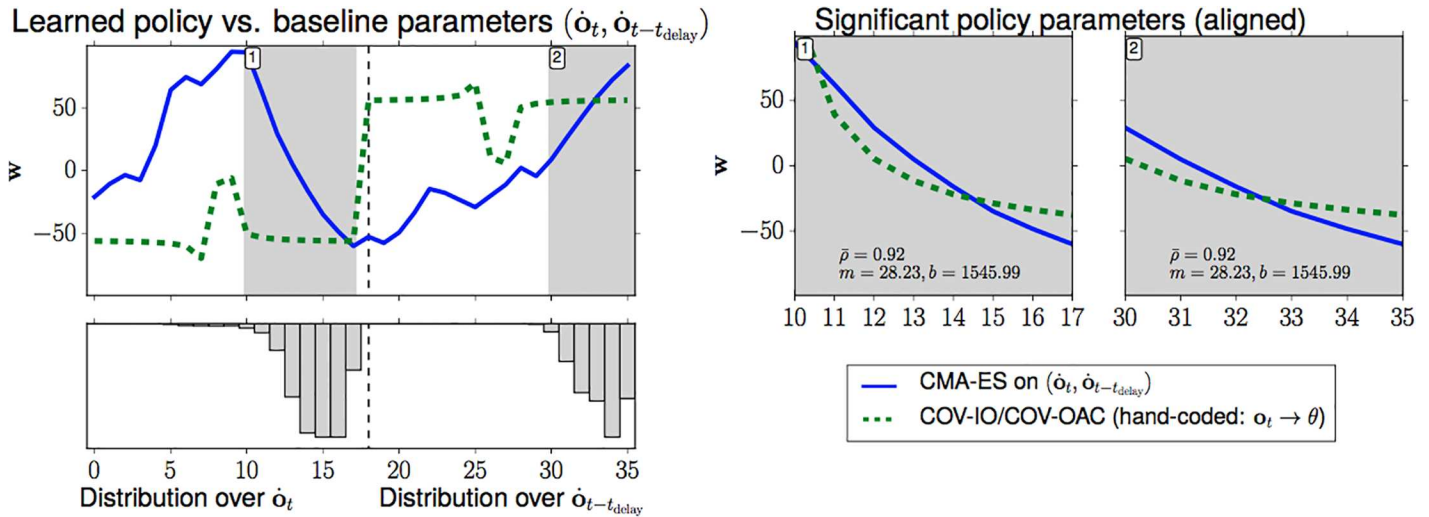 Learned policy vs. baseline parameters (ȯ_t, ȯ_{t−t_delay})
1
2
50
0
−50
w
0 5 10 15 20 25 30 35
Distribution over ȯ_t
Distribution over ȯ_{t−t_delay}
Significant policy parameters (aligned)
1
50
0
−50
w
ρ̄ = 0.92
m = 28.23, b = 1545.99
10 11 12 13 14 15 16 17
2
ρ̄ = 0.92
m = 28.23, b = 1545.99
30 31 32 33 34 35
CMA-ES on (ȯ_t, ȯ_{t−t_delay})
COV-IO/COV-OAC (hand-coded: o_t → θ)